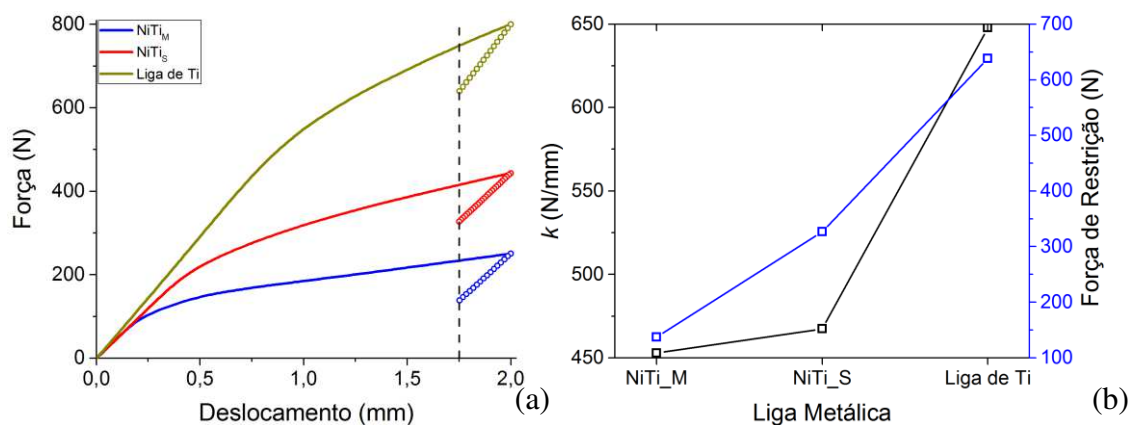 800
600
400
200
0
Força (N)
NiTi_M
NiTi_S
Liga de Ti
0,0
0,5
1,0
1,5
2,0
Deslocamento (mm)
(a)
650
600
550
500
450
k (N/mm)
700
600
500
400
300
200
100
Força de Restrição (N)
NiTi_M
NiTi_S
Liga de Ti
Liga Metálica
(b)